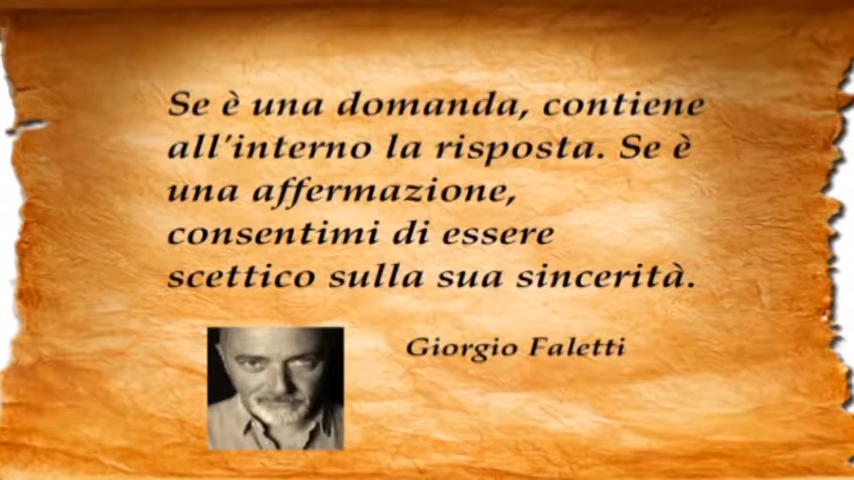 Se è una domanda, contiene
all'interno la risposta. Se è
una affermazione,
consentimi di essere
scettico sulla sua sincerità.
Giorgio Faletti